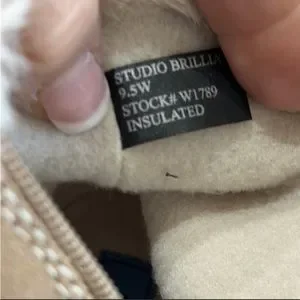 STUDIO BRILLI
9.5W
STOCK# W1789
INSULATED